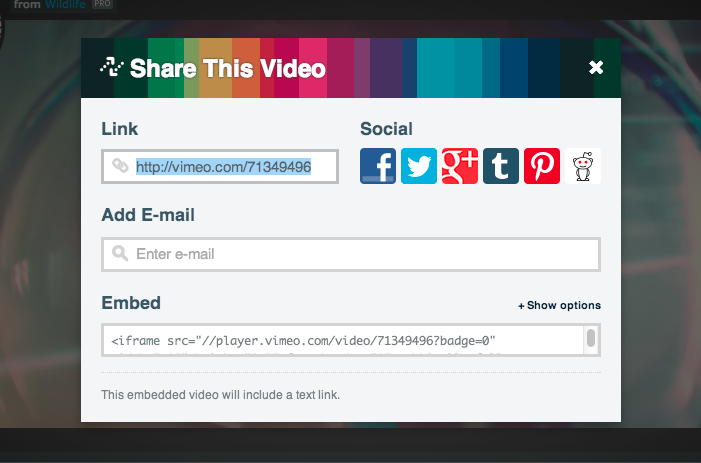 from Wildlife PRO
Share This Video
Link
Social
http://vimeo.com/71349496
f
g+
t
Add E-mail
Enter e-mail
Embed
+ Show options
<iframe src="//player.vimeo.com/video/71349496?badge=0"
This embedded video will include a text link.